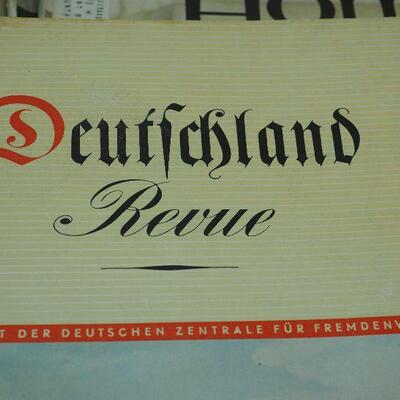 Deutſchland
Revue
T DER DEUTSCHEN ZENTRALE FÜR FREMDENV